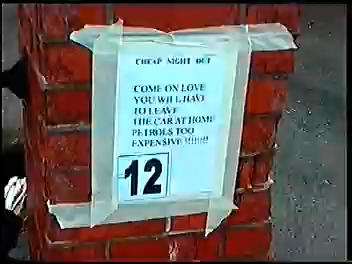 CHEAP NIGHT OUT
COME ON LOVE
YOU WILL HAVE
TO LEAVE
THE CAR AT HOME
PETROLS TOO
EXPENSIVE !!!!!!!!
12